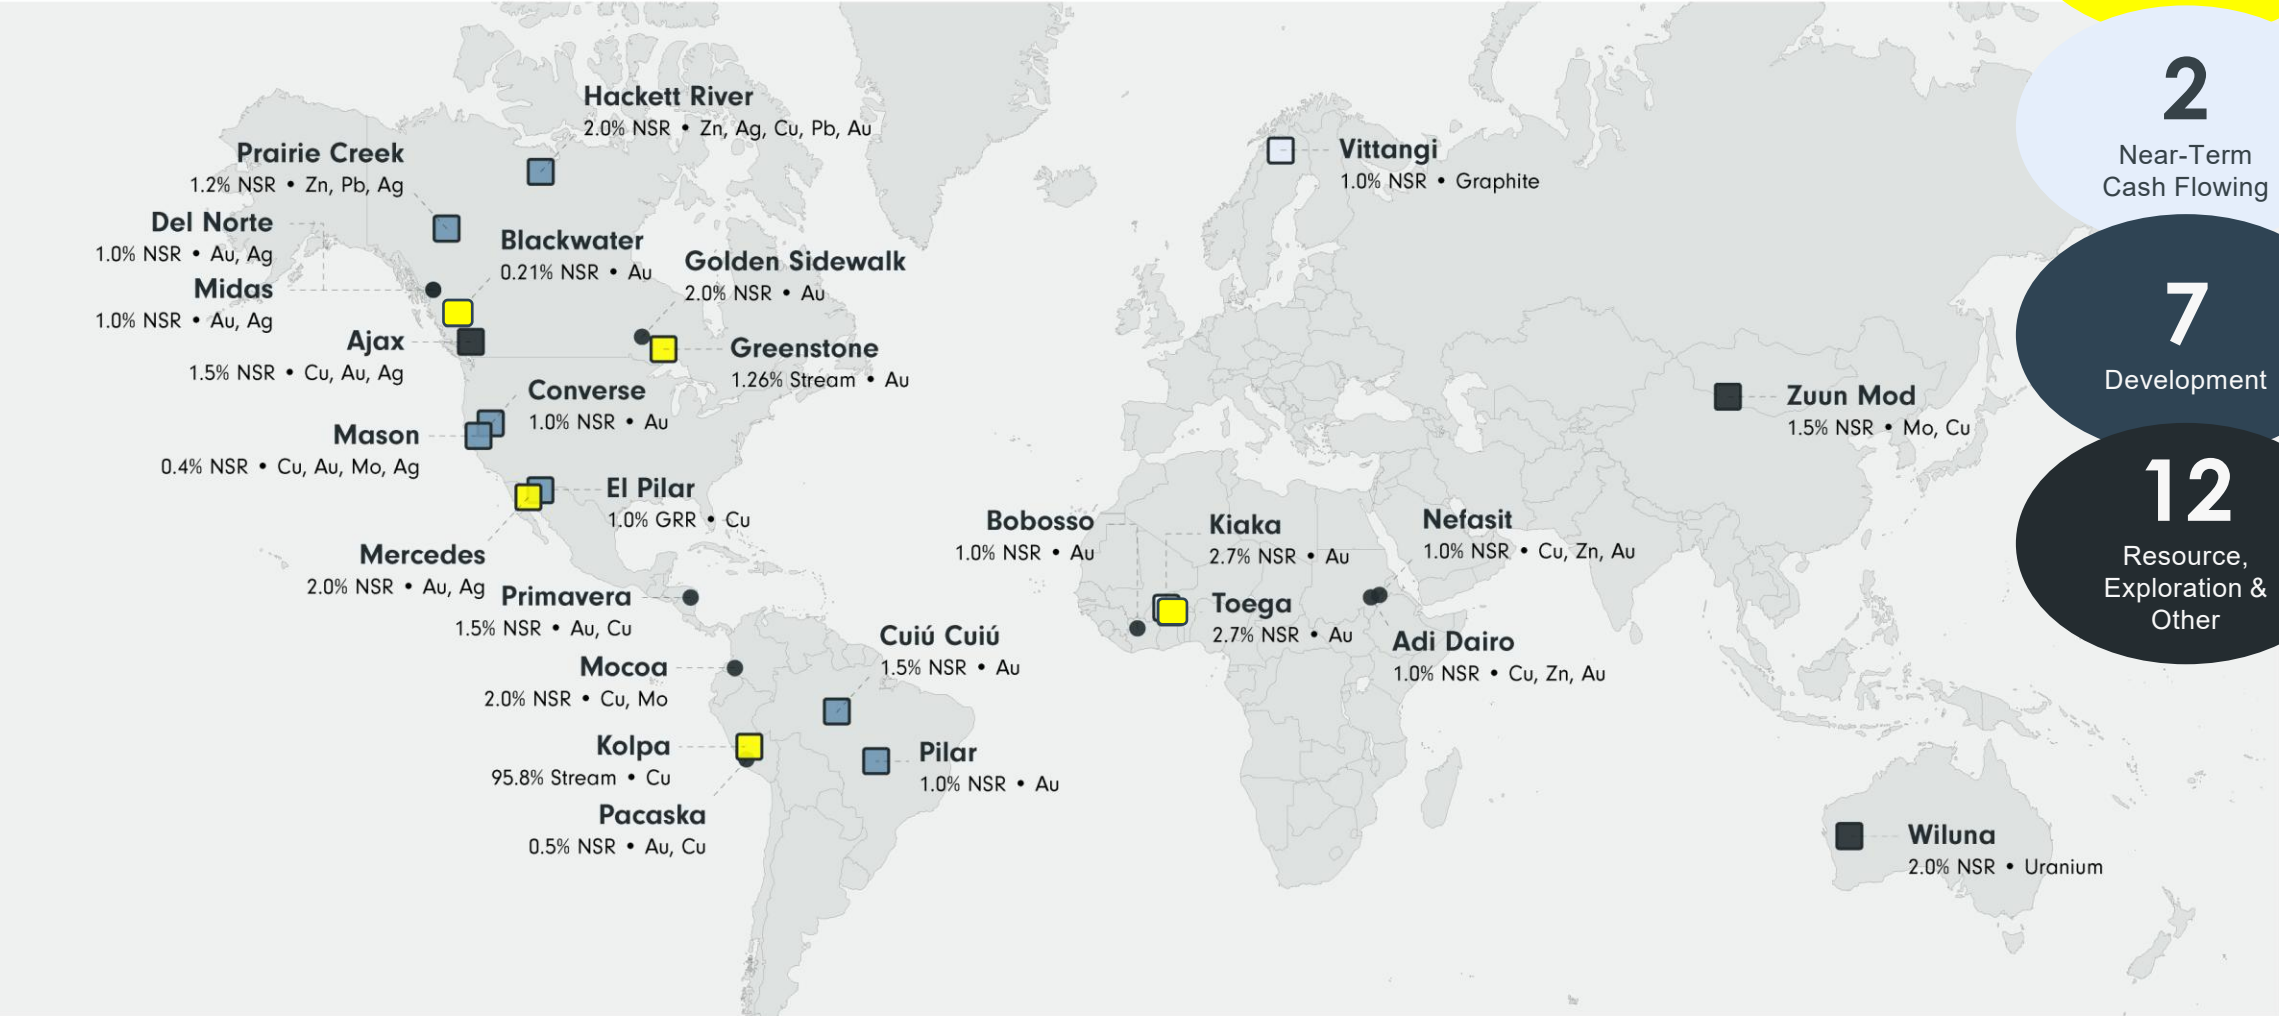 Hackett River
2.0% NSR • Zn, Ag, Cu, Pb, Au
Prairie Creek
1.2% NSR • Zn, Pb, Ag
Del Norte
1.0% NSR • Au, Ag
Midas
1.0% NSR • Au, Ag
Ajax
1.5% NSR • Cu, Au, Ag
Blackwater
0.21% NSR • Au
Golden Sidewalk
2.0% NSR • Au
Greenstone
1.26% Stream • Au
Converse
1.0% NSR • Au
Mason
0.4% NSR • Cu, Au, Mo, Ag
El Pilar
1.0% GRR • Cu
Mercedes
2.0% NSR • Au, Ag
Primavera
1.5% NSR • Au, Cu
Mocoa
2.0% NSR • Cu, Mo
Cuiú Cuiú
1.5% NSR • Au
Kolpa
95.8% Stream • Cu
Pilar
1.0% NSR • Au
Pacaska
0.5% NSR • Au, Cu
Vittangi
1.0% NSR • Graphite
Bobosso
1.0% NSR • Au
Kiaka
2.7% NSR • Au
Toega
2.7% NSR • Au
Nefasit
1.0% NSR • Cu, Zn, Au
Adi Dairo
1.0% NSR • Cu, Zn, Au
Zuun Mod
1.5% NSR • Mo, Cu
Wiluna
2.0% NSR • Uranium
2
Near-Term
Cash Flowing
7
Development
12
Resource,
Exploration &
Other